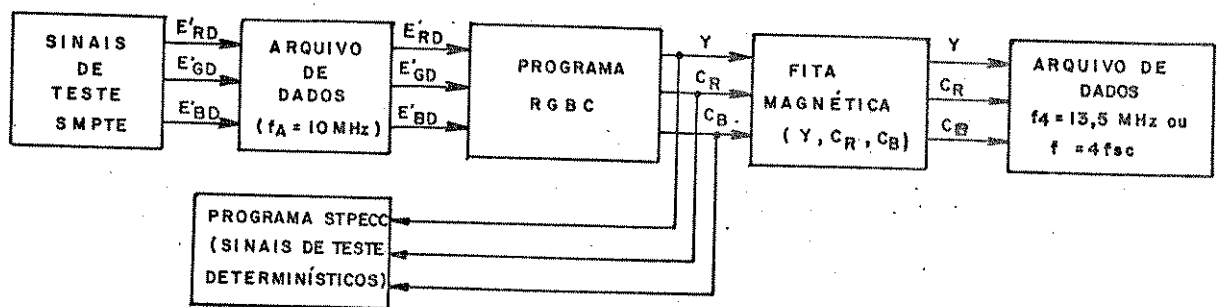 SINAIS
DE
TESTE
SMPTE
E'RD
E'GD
E'BD
ARQUIVO
DE
DADOS
(fA = 10 MHz)
E'RD
E'GD
E'BD
PROGRAMA
RGBC
Y
CR
CB
FITA
MAGNÉTICA
(Y, CR, CB)
Y
CR
CB
ARQUIVO DE
DADOS
f4 = 13,5 MHz ou
f = 4fsc
PROGRAMA STPECC
(SINAIS DE TESTE
DETERMINÍSTICOS)